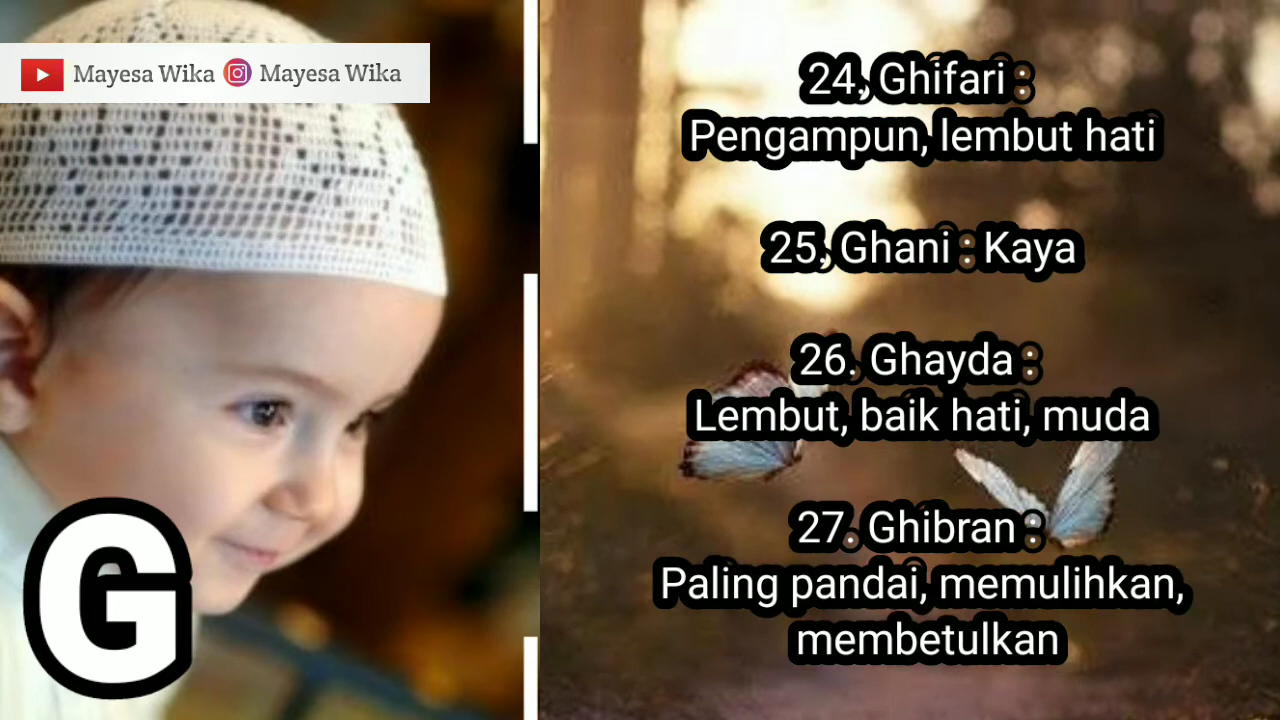 Mayesa Wika Mayesa Wika
G
24. Ghifari :
Pengampun, lembut hati
25. Ghani : Kaya
26. Ghayda :
Lembut, baik hati, muda
27. Ghibran :
Paling pandai, memulihkan,
membetulkan